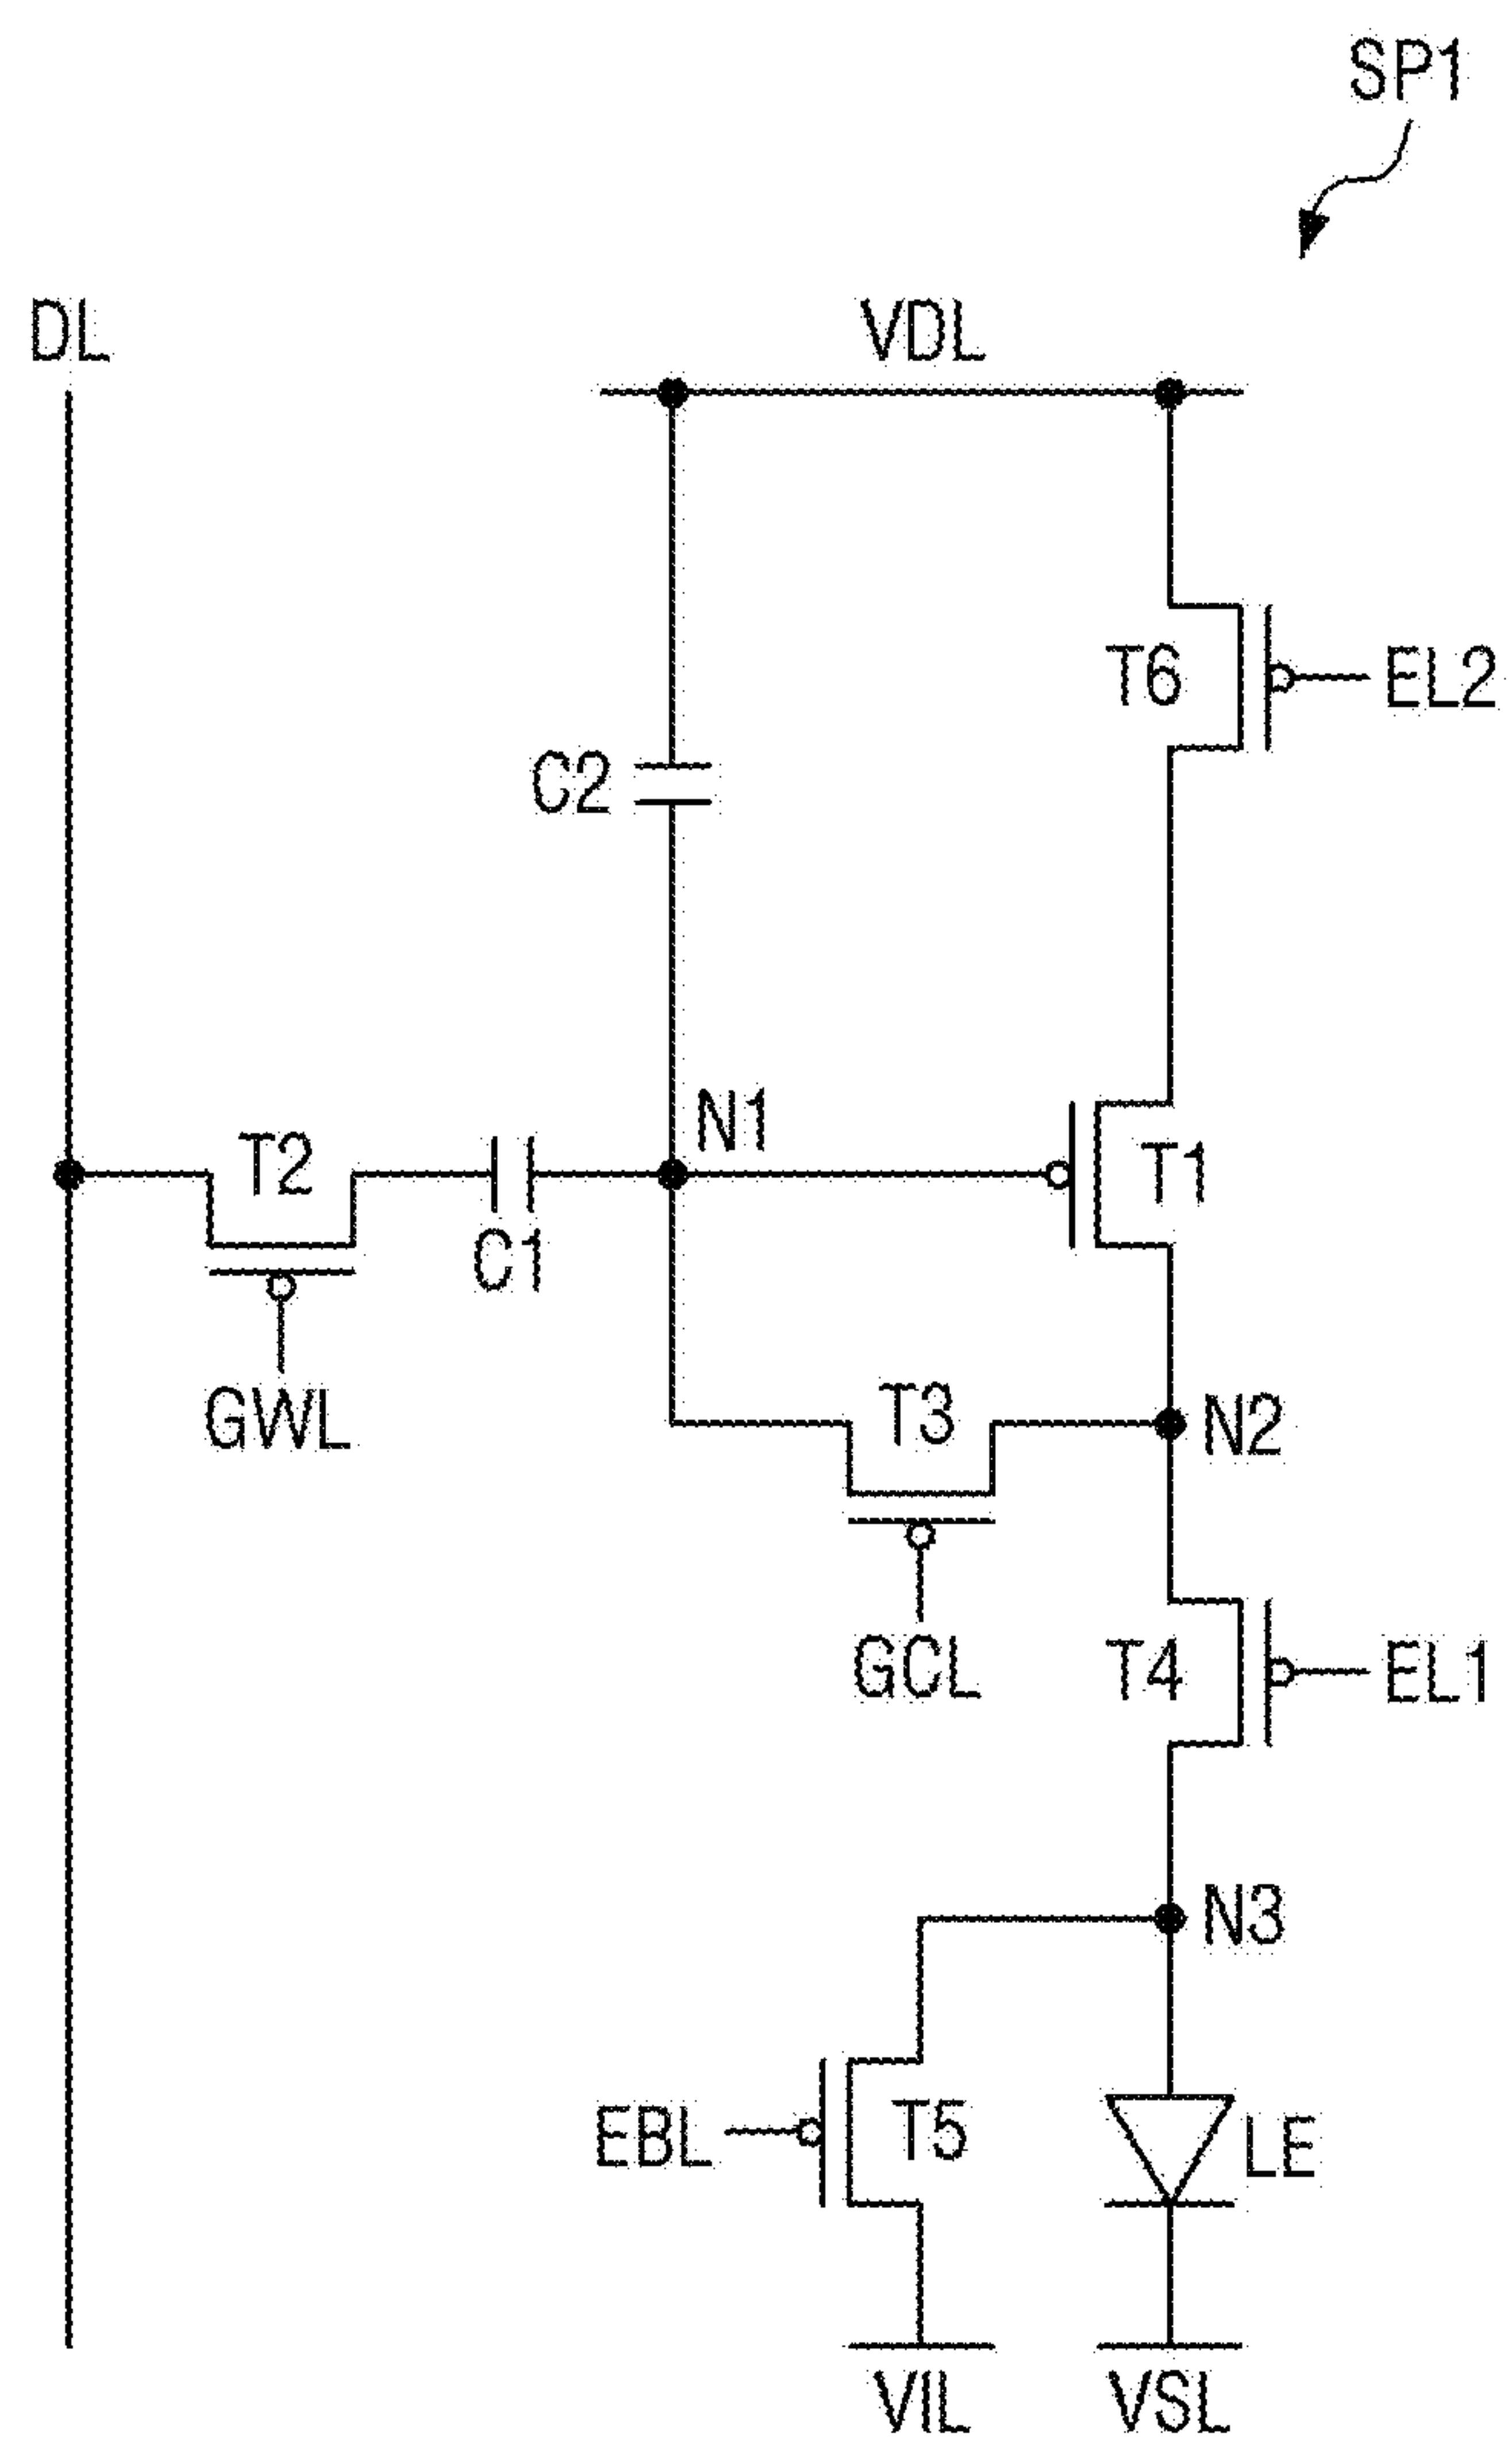 SP1
DL
VDL
T6
EL2
C2
N1
T2
T1
C1
GWL
T3
N2
GCL
T4
EL1
N3
EBL
T5
LE
VIL
VSL